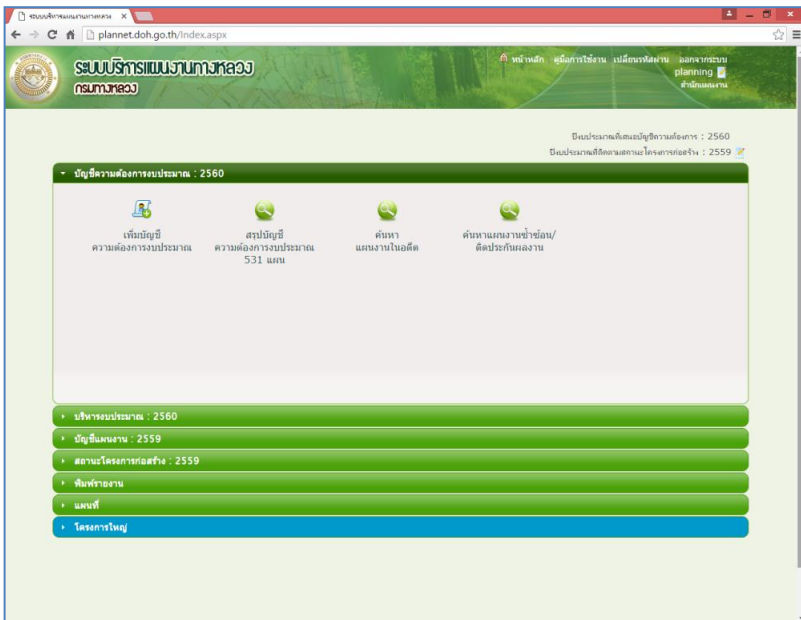 ระบบบริหารแผนงานทางหลวง
plannet.doh.go.th/Index.aspx
ระบบบริหารแผนงานทางหลวง
กรมทางหลวง
หน้าหลัก คู่มือการใช้งาน เปลี่ยนรหัสผ่าน ออกจากระบบ
planning
สำนักแผนงาน
ปีงบประมาณที่เสนอบัญชีความต้องการ : 2560
ปีงบประมาณที่ติดตามสถานะโครงการก่อสร้าง : 2559
บัญชีความต้องการงบประมาณ : 2560
เพิ่มบัญชี
ความต้องการงบประมาณ
สรุปบัญชี
ความต้องการงบประมาณ
531 แผน
ค้นหา
แผนงานในอดีต
ค้นหาแผนงานซ้ำซ้อน/
ติดประกันผลงาน
บริหารงบประมาณ : 2560
บัญชีแผนงาน : 2559
สถานะโครงการก่อสร้าง : 2559
พิมพ์รายงาน
แผนที่
โครงการใหญ่